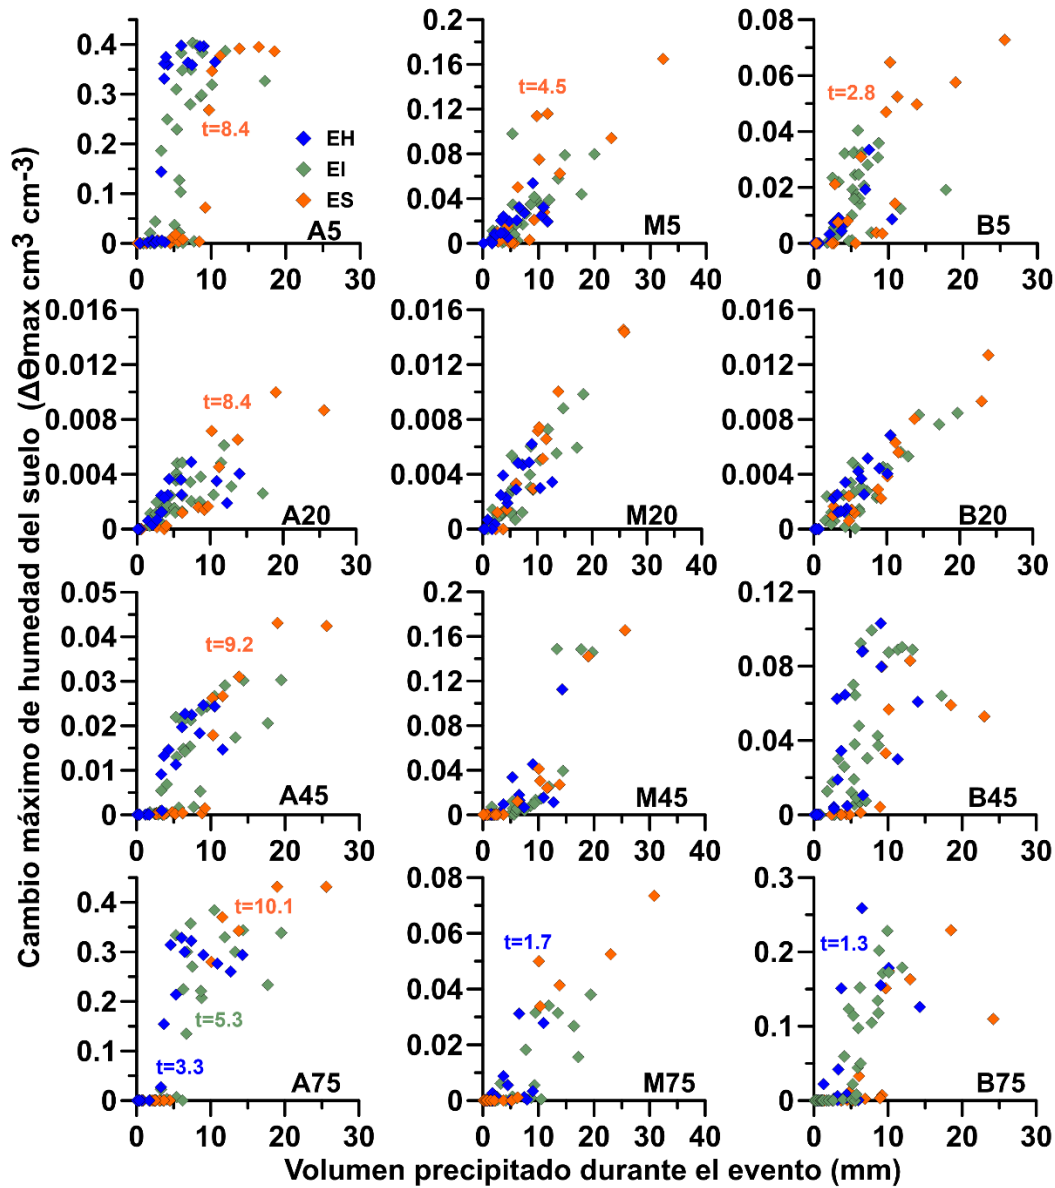 Cambio máximo de humedad del suelo (ΔΘmax cm³ cm-3)
0.4
0.3
0.2
0.1
0
0 10 20 30
t=8.4
EH
EI
ES
A5
0.2
0.16
0.12
0.08
0.04
0
0 10 20 30 40
t=4.5
M5
0.08
0.06
0.04
0.02
0
0 10 20 30
t=2.8
B5
0.016
0.012
0.008
0.004
0
0 10 20 30
t=8.4
A20
0.016
0.012
0.008
0.004
0
0 10 20 30 40
M20
0.016
0.012
0.008
0.004
0
0 10 20 30
B20
0.05
0.04
0.03
0.02
0.01
0
0 10 20 30
t=9.2
A45
0.2
0.16
0.12
0.08
0.04
0
0 10 20 30 40
M45
0.12
0.08
0.04
0
0 10 20 30
B45
0.4
0.3
0.2
0.1
0
0 10 20 30
t=10.1
t=5.3
t=3.3
A75
0.08
0.06
0.04
0.02
0
0 10 20 30 40
t=1.7
M75
0.3
0.2
0.1
0
0 10 20 30
t=1.3
B75
Volumen precipitado durante el evento (mm)